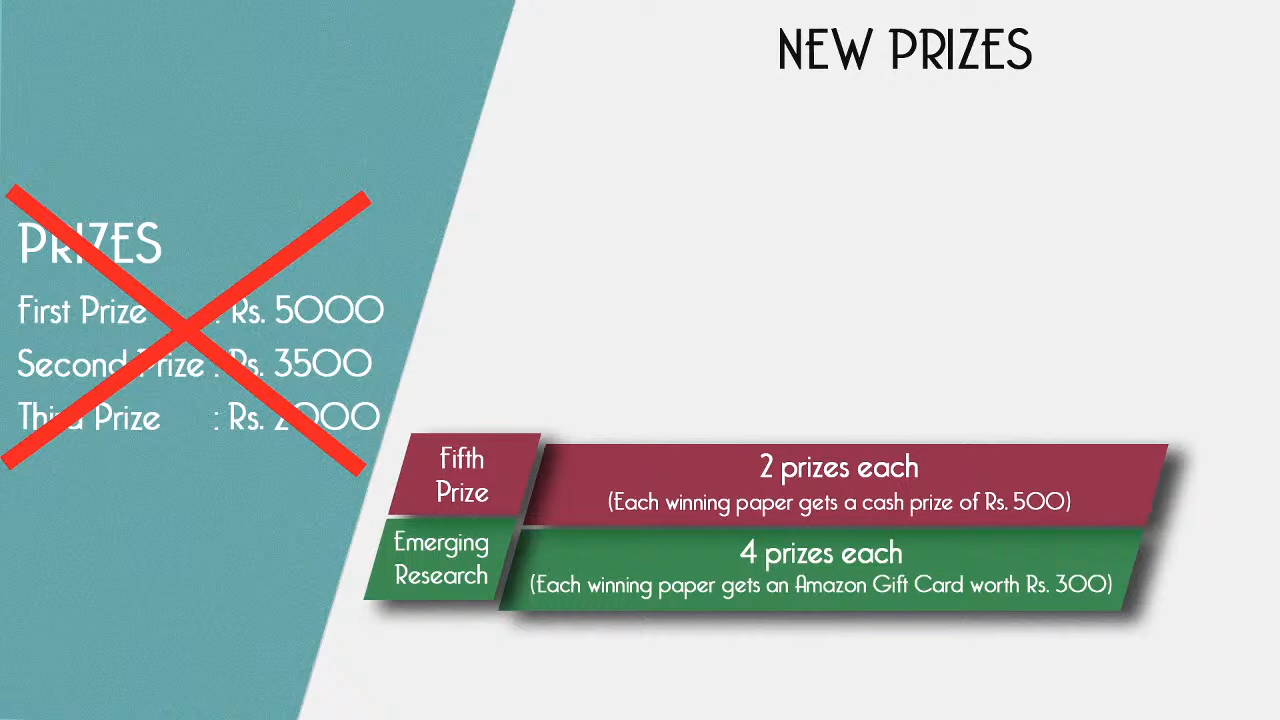 NEW PRIZES
PRIZES
First Prize : Rs. 5000
Second Prize : Rs. 3500
Third Prize : Rs. 2000
Fifth
Prize
2 prizes each
(Each winning paper gets a cash prize of Rs. 500)
Emerging
Research
4 prizes each
(Each winning paper gets an Amazon Gift Card worth Rs. 300)